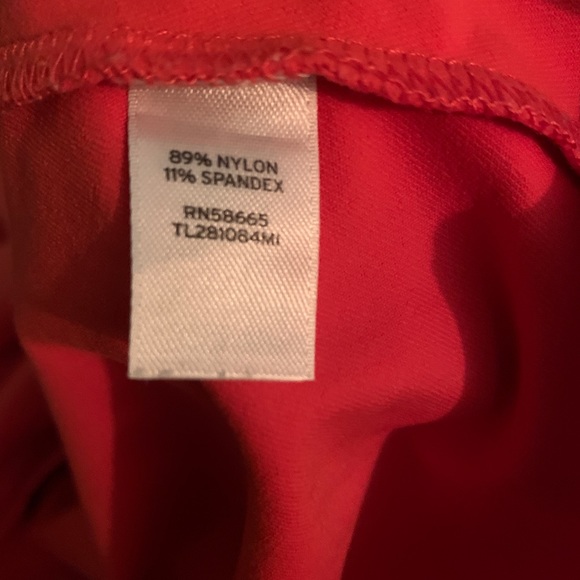 89% NYLON
11% SPANDEX
RN58665
TL281084MI